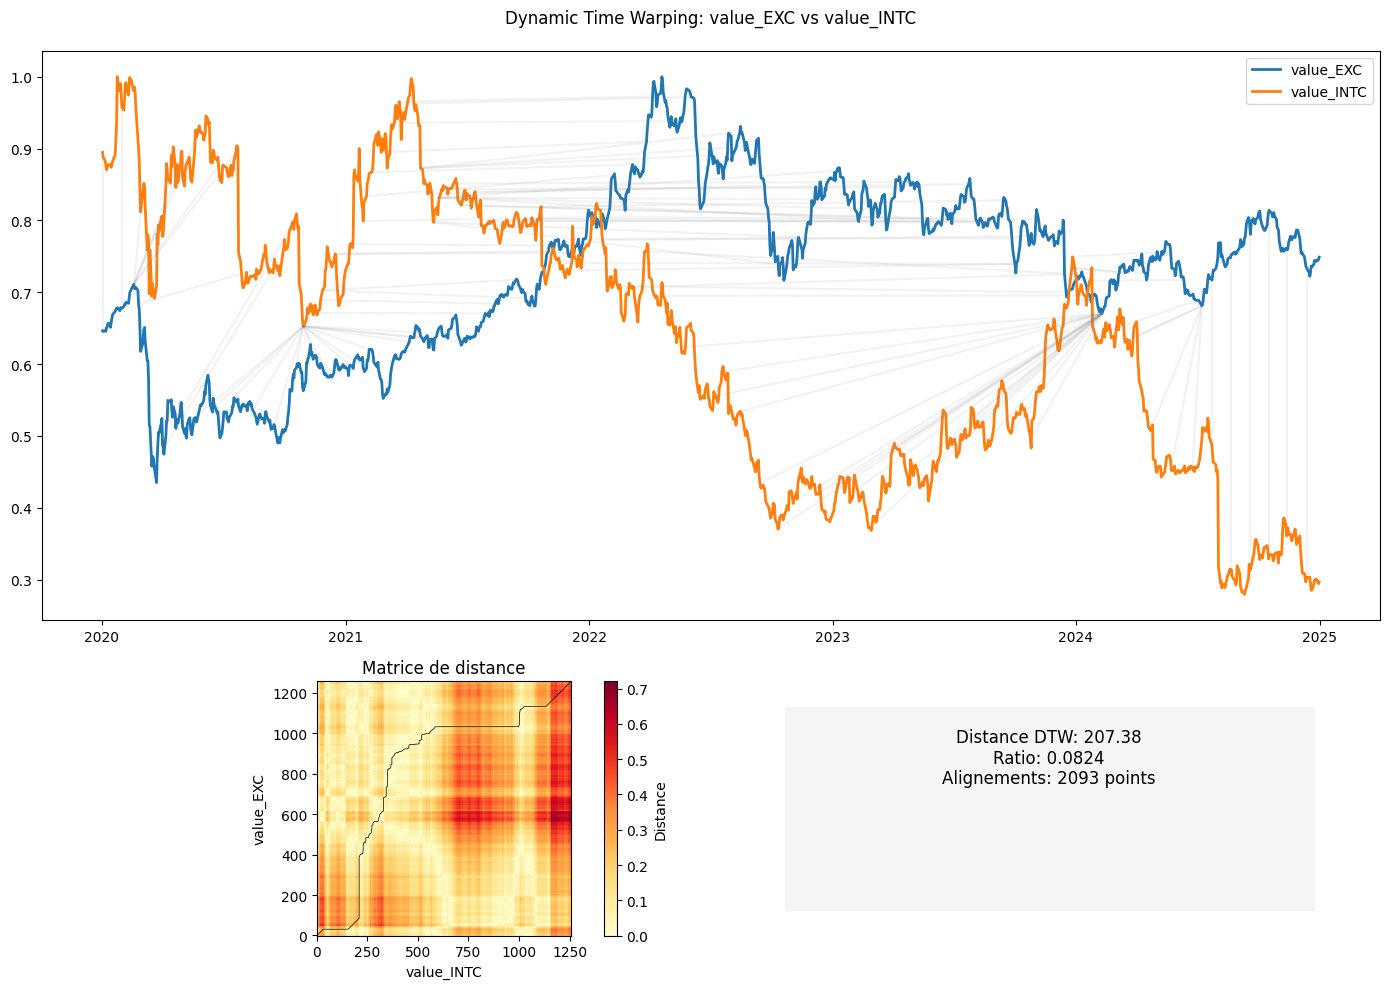 Dynamic Time Warping: value_EXC vs value_INTC
value_EXC
value_INTC
1.0
0.9
0.8
0.7
0.6
0.5
0.4
0.3
2020 2021 2022 2023 2024 2025
Matrice de distance
value_EXC
1200
1000
800
600
400
200
0
0 250 500 750 1000 1250
value_INTC
0.7
0.6
0.5
0.4
0.3
0.2
0.1
0.0
Distance
Distance DTW: 207.38
Ratio: 0.0824
Alignements: 2093 points